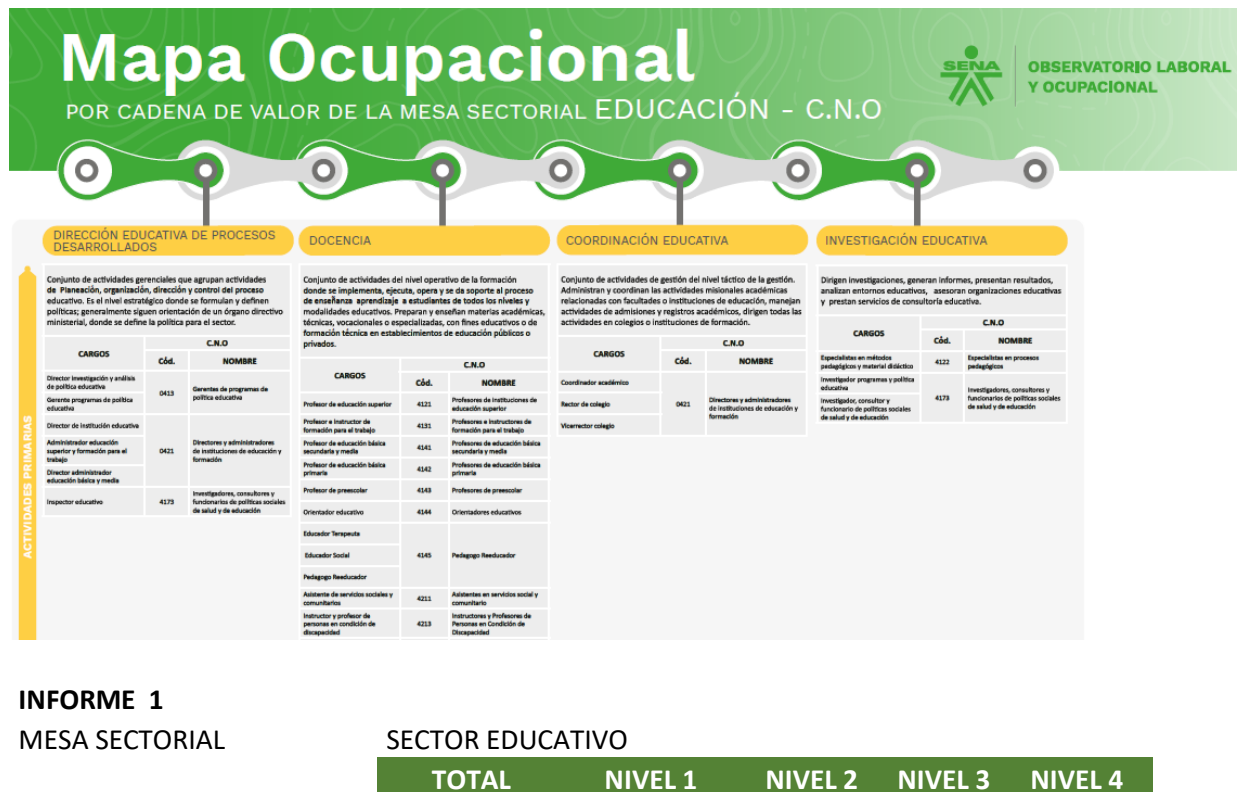 Mapa Ocupacional
POR CADENA DE VALOR DE LA MESA SECTORIAL EDUCACIÓN - C.N.O
SENA
OBSERVATORIO LABORAL
Y OCUPACIONAL
ACTIVIDADES PRIMARIAS
DIRECCIÓN EDUCATIVA DE PROCESOS
DESARROLLADOS
Conjunto de actividades gerenciales que agrupan actividades
de Planeación, organización, dirección y control del proceso
educativo. Es el nivel estratégico donde se formulan y definen
políticas; generalmente siguen orientación de un órgano directivo
ministerial, donde se define la política para el sector.
CARGOS
C.N.O
Cód.
NOMBRE
Director investigación y análisis
de política educativa
Gerente programas de política
educativa
0413
Gerentes de programas de
política educativa
Director de institución educativa
Administrador educación
superior y formación para el
trabajo
Director administrador
educación básica y media
0421
Directores y administradores
de instituciones de educación y
formación
Inspector educativo
4173
Investigadores, consultores y
funcionarios de políticas sociales
de salud y de educación
DOCENCIA
Conjunto de actividades del nivel operativo de la formación
donde se implementa, ejecuta, opera y se da soporte al proceso
de enseñanza aprendizaje a estudiantes de todos los niveles y
modalidades educativos. Preparan y enseñan materias académicas,
técnicas, vocacionales o especializadas, con fines educativos o de
formación técnica en establecimientos de educación públicos o
privados.
CARGOS
C.N.O
Cód.
NOMBRE
Profesor de educación superior
4121
Profesores de instituciones de
educación superior
Profesor e Instructor de
formación para el trabajo
4131
Profesores e Instructores de
formación para el trabajo
Profesor de educación básica
secundaria y media
4141
Profesores de educación básica
secundaria y media
Profesor de educación básica
primaria
4142
Profesores de educación básica
primaria
Profesor de preescolar
4143
Profesores de preescolar
Orientador educativo
4144
Orientadores educativos
Educador Terapeuta
Educador Social
Pedagogo Reeducador
4145
Pedagogo Reeducador
Asistente de servicios sociales y
comunitarios
4211
Asistentes en servicios social y
comunitario
Instructor y profesor de
personas en condición de
discapacidad
4213
Instructores y Profesores de
Personas en Condición de
Discapacidad
COORDINACIÓN EDUCATIVA
Conjunto de actividades de gestión del nivel táctico de la gestión.
Administran y coordinan las actividades misionales académicas
relacionadas con facultades o instituciones de educación, manejan
actividades de admisiones y registros académicos, dirigen todas las
actividades en colegios o instituciones de formación.
CARGOS
C.N.O
Cód.
NOMBRE
Coordinador académico
Rector de colegio
Vicerrector colegio
0421
Directores y administradores
de instituciones de educación y
formación
INVESTIGACIÓN EDUCATIVA
Dirigen investigaciones, generan informes, presentan resultados,
analizan entornos educativos, asesoran organizaciones educativas
y prestan servicios de consultoría educativa.
CARGOS
C.N.O
Cód.
NOMBRE
Especialistas en métodos
pedagógicos y material didáctico
4122
Especialistas en procesos
pedagógicos
Investigador programas y política
educativa
Investigador, consultor y
funcionario de políticas sociales
de salud y de educación
4173
Investigadores, consultores y
funcionarios de políticas sociales
de salud y de educación
INFORME 1
MESA SECTORIAL SECTOR EDUCATIVO
TOTAL NIVEL 1 NIVEL 2 NIVEL 3 NIVEL 4